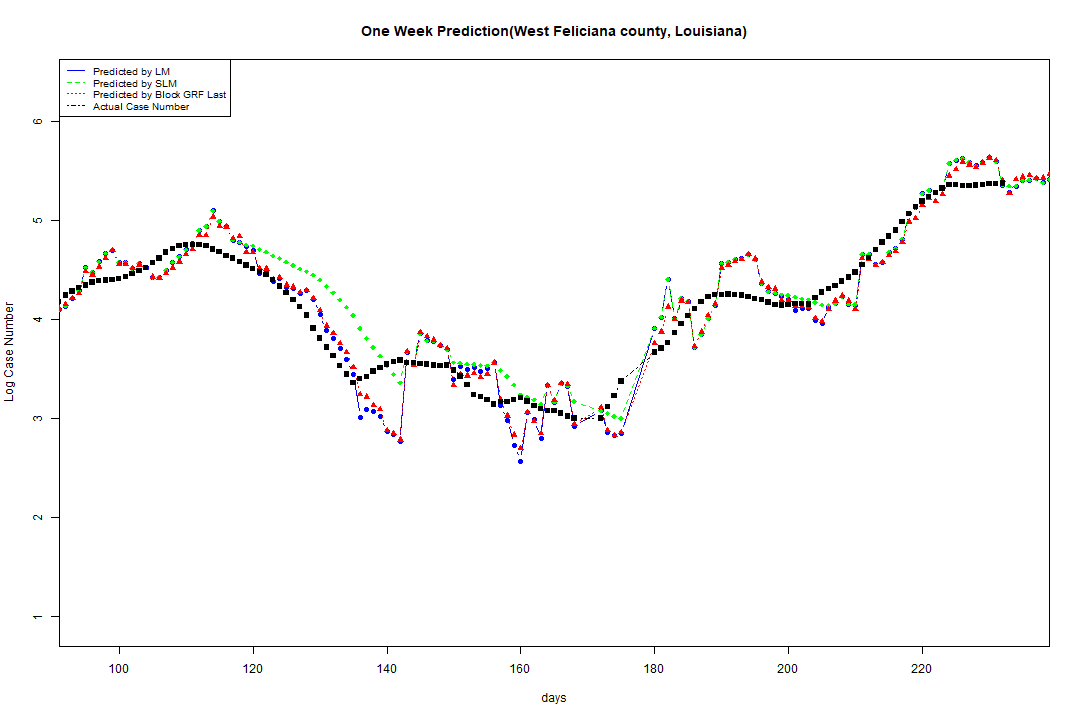 One Week Prediction(West Feliciana county, Louisiana)
Predicted by LM
Predicted by SLM
Predicted by Block GRF Last
Actual Case Number
6
5
4
3
2
1
Log Case Number
100 120 140 160 180 200 220
days